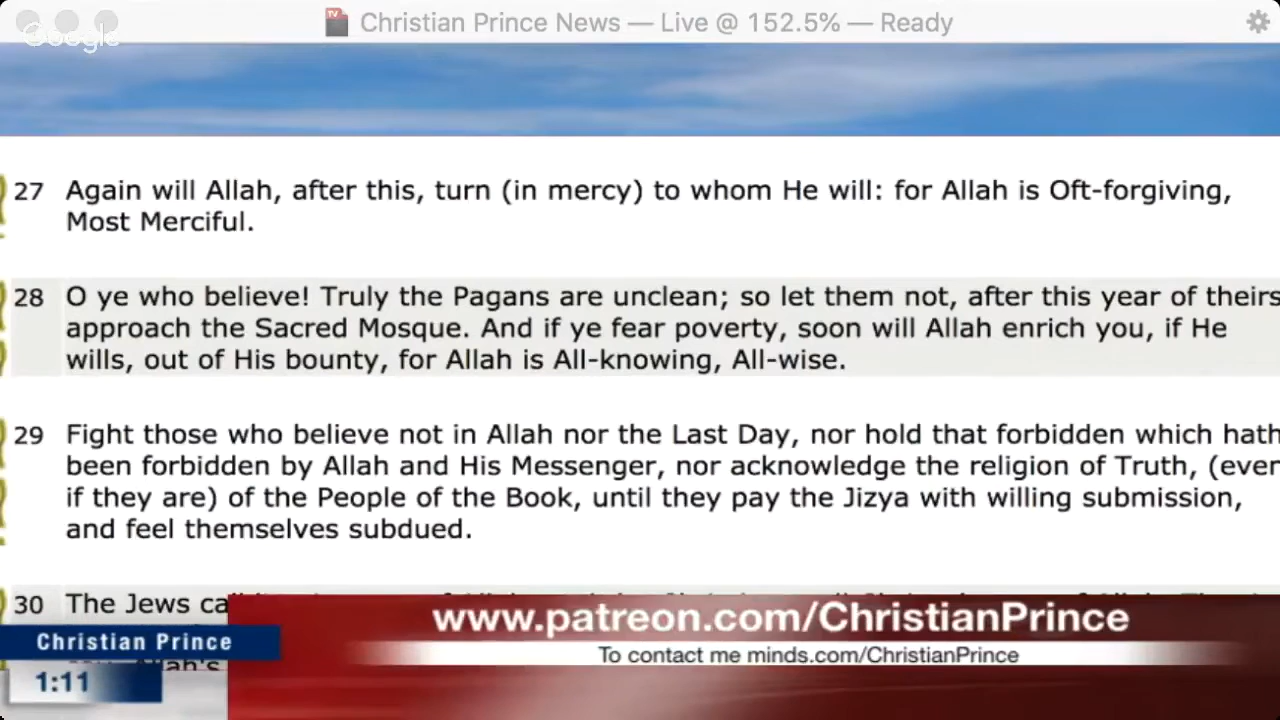 Christian Prince News — Live @ 152.5% — Ready
Google
27 Again will Allah, after this, turn (in mercy) to whom He will: for Allah is Oft-forgiving,
Most Merciful.
28 O ye who believe! Truly the Pagans are unclean; so let them not, after this year of theirs
approach the Sacred Mosque. And if ye fear poverty, soon will Allah enrich you, if He
wills, out of His bounty, for Allah is All-knowing, All-wise.
29 Fight those who believe not in Allah nor the Last Day, nor hold that forbidden which hath
been forbidden by Allah and His Messenger, nor acknowledge the religion of Truth, (even
if they are) of the People of the Book, until they pay the Jizya with willing submission,
and feel themselves subdued.
30 The Jews
www.patreon.com/ChristianPrince
Christian Prince
To contact me minds.com/ChristianPrince
Allah's
1:11